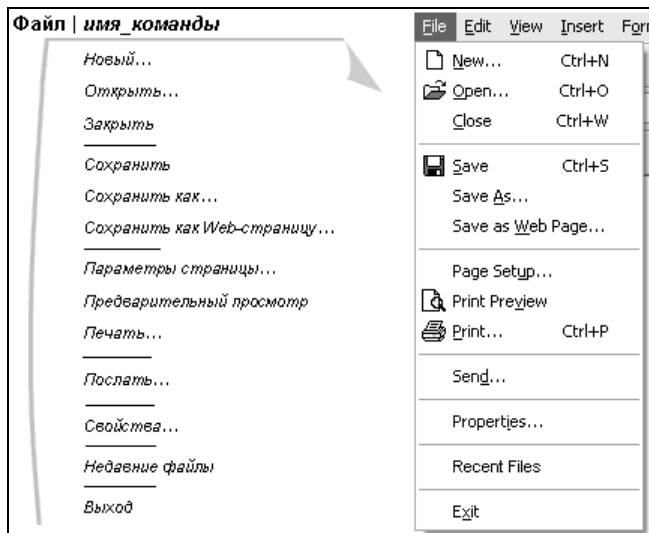 Файл | имя_команды
Новый...
Открыть...
Закрыть
Сохранить
Сохранить как...
Сохранить как Web-страницу...
Параметры страницы...
Предварительный просмотр
Печать...
Послать...
Свойства...
Недавние файлы
Выход
File Edit View Insert For
New... Ctrl+N
Open... Ctrl+O
Close Ctrl+W
Save Ctrl+S
Save As...
Save as Web Page...
Page Setup...
Print Preview
Print... Ctrl+P
Send...
Properties...
Recent Files
Exit